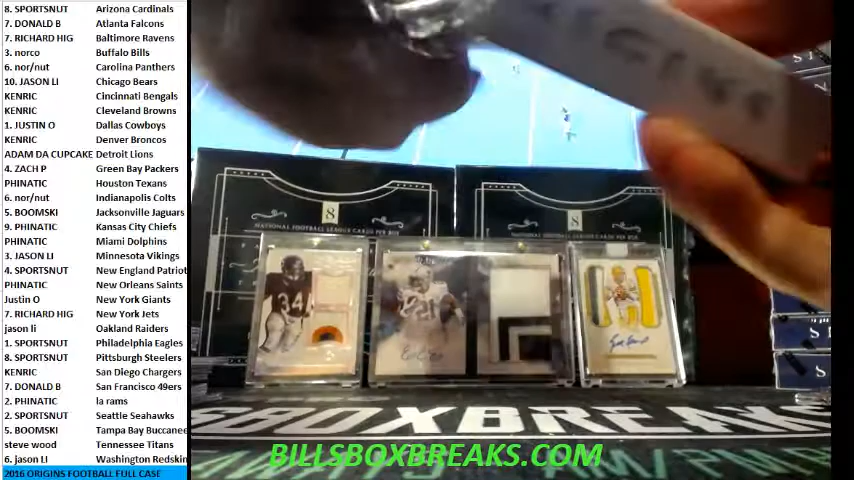 8. SPORTSNUT Arizona Cardinals
7. DONALD B Atlanta Falcons
7. RICHARD HIG Baltimore Ravens
3. norco Buffalo Bills
6. nor/nut Carolina Panthers
10. JASON LI Chicago Bears
KENRIC Cincinnati Bengals
KENRIC Cleveland Browns
1. JUSTIN O Dallas Cowboys
KENRIC Denver Broncos
ADAM DA CUPCAKE Detroit Lions
4. ZACH P Green Bay Packers
PHINATIC Houston Texans
6. nor/nut Indianapolis Colts
5. BOOMSKI Jacksonville Jaguars
9. PHINATIC Kansas City Chiefs
PHINATIC Miami Dolphins
3. JASON LI Minnesota Vikings
4. SPORTSNUT New England Patriot
PHINATIC New Orleans Saints
Justin O New York Giants
7. RICHARD HIG New York Jets
jason li Oakland Raiders
1. SPORTSNUT Philadelphia Eagles
8. SPORTSNUT Pittsburgh Steelers
KENRIC San Diego Chargers
7. DONALD B San Francisco 49ers
2. PHINATIC la rams
2. SPORTSNUT Seattle Seahawks
5. BOOMSKI Tampa Bay Buccanee
steve wood Tennessee Titans
6. jason Li Washington Redskin
2016 ORIGINS FOOTBALL FULL CASE
8
NATIONAL FOOTBALL LEAGUE CARDS PER BOX
8
NATIONAL FOOTBALL LEAGUE CARDS PER BOX
34
21
SBOXBREAKS
BILLSBOXBREAKS.COM